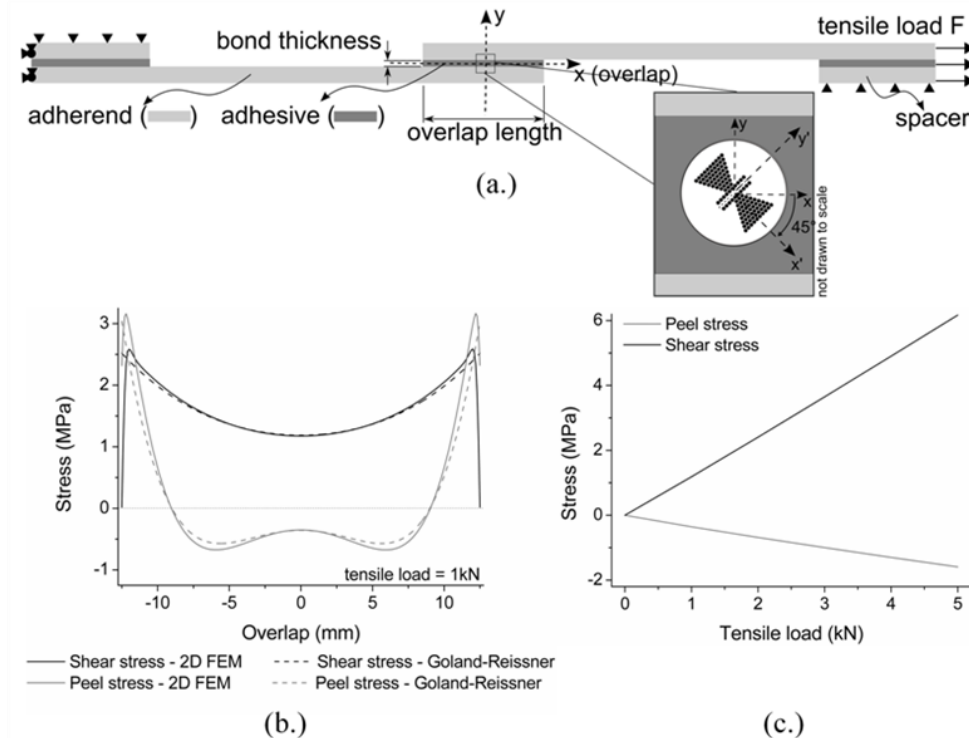 y
tensile load F
bond thickness
x (overlap)
adherend ( )
adhesive ( )
overlap length
spacer
(a.)
y
y'
x
45°
x'
not drawn to scale
3
2
1
0
-1
Stress (MPa)
tensile load = 1kN
-10
-5
0
5
10
Overlap (mm)
Shear stress - 2D FEM
Shear stress - Goland-Reissner
Peel stress - 2D FEM
Peel stress - Goland-Reissner
(b.)
Peel stress
Shear stress
6
4
2
0
-2
Stress (MPa)
0
1
2
3
4
5
Tensile load (kN)
(c.)